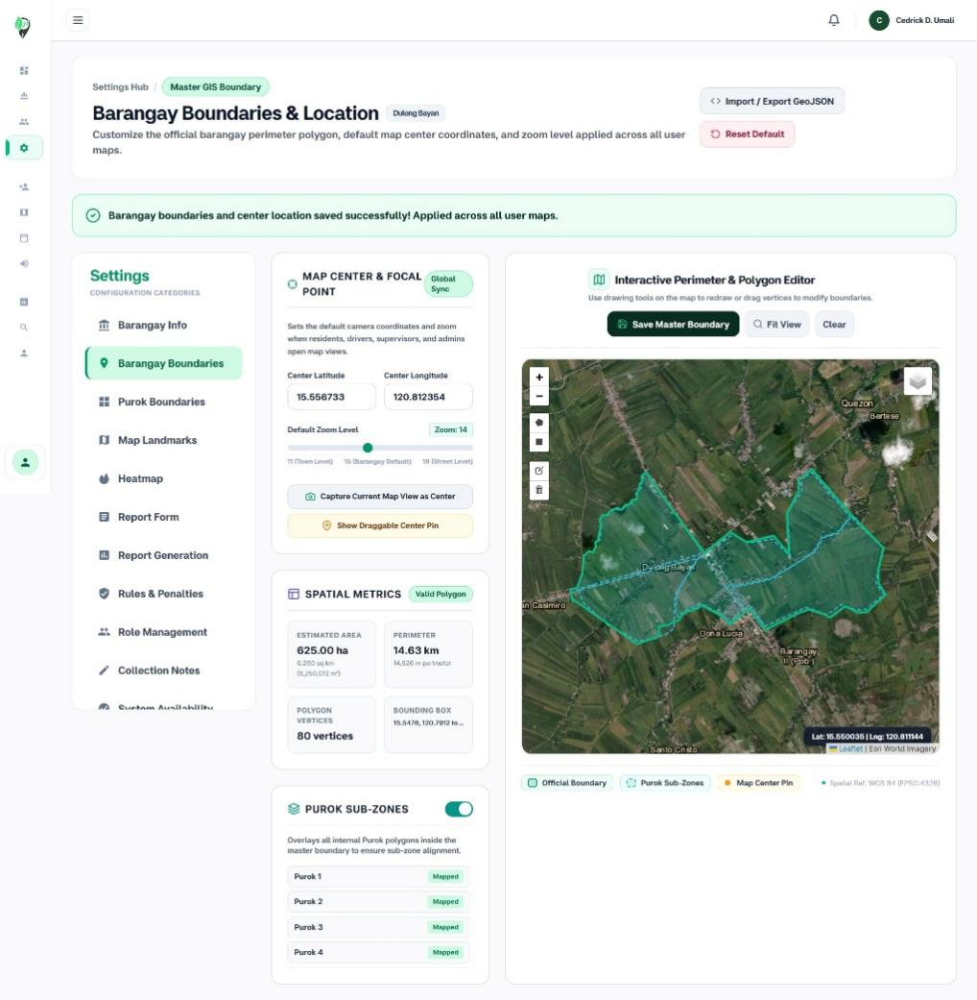 C
Cedrick D. Umali
Settings Hub / Master GIS Boundary
Barangay Boundaries & Location Dulong Bayan
Customize the official barangay perimeter polygon, default map center coordinates, and zoom level applied across all user
maps.
Import / Export GeoJSON
Reset Default
Barangay boundaries and center location saved successfully! Applied across all user maps.
Settings
CONFIGURATION CATEGORIES
Barangay Info
Barangay Boundaries
Purok Boundaries
Map Landmarks
Heatmap
Report Form
Report Generation
Rules & Penalties
Role Management
Collection Notes
System Availability
MAP CENTER & FOCAL
POINT
Global
Sync
Sets the default camera coordinates and zoom
when residents, drivers, supervisors, and admins
open map views.
Center Latitude Center Longitude
15.556733 120.812354
Default Zoom Level Zoom: 14
11 (Town Level) 15 (Barangay Default) 18 (Street Level)
Capture Current Map View as Center
Show Draggable Center Pin
SPATIAL METRICS Valid Polygon
ESTIMATED AREA
625.00 ha
6.250 sq km
(6,250,012 m²)
PERIMETER
14.63 km
14,626 m perimeter
POLYGON
VERTICES
80 vertices
BOUNDING BOX
15.5478, 120.7912 to ...
PUROK SUB-ZONES
Overlays all internal Purok polygons inside the
master boundary to ensure sub-zone alignment.
Purok 1 Mapped
Purok 2 Mapped
Purok 3 Mapped
Purok 4 Mapped
Interactive Perimeter & Polygon Editor
Use drawing tools on the map to redraw or drag vertices to modify boundaries.
Save Master Boundary
Fit View
Clear
+
−
Quezon
Bertese
Dulong Bayan
an Casimiro
Doña Lucia
Barangay
II (Pob.)
Santo Cristo
Lat: 15.550035 | Lng: 120.811144
Leaflet | Esri World Imagery
Official Boundary
Purok Sub-Zones
Map Center Pin
Spatial Ref: WGS 84 (EPSG:4326)